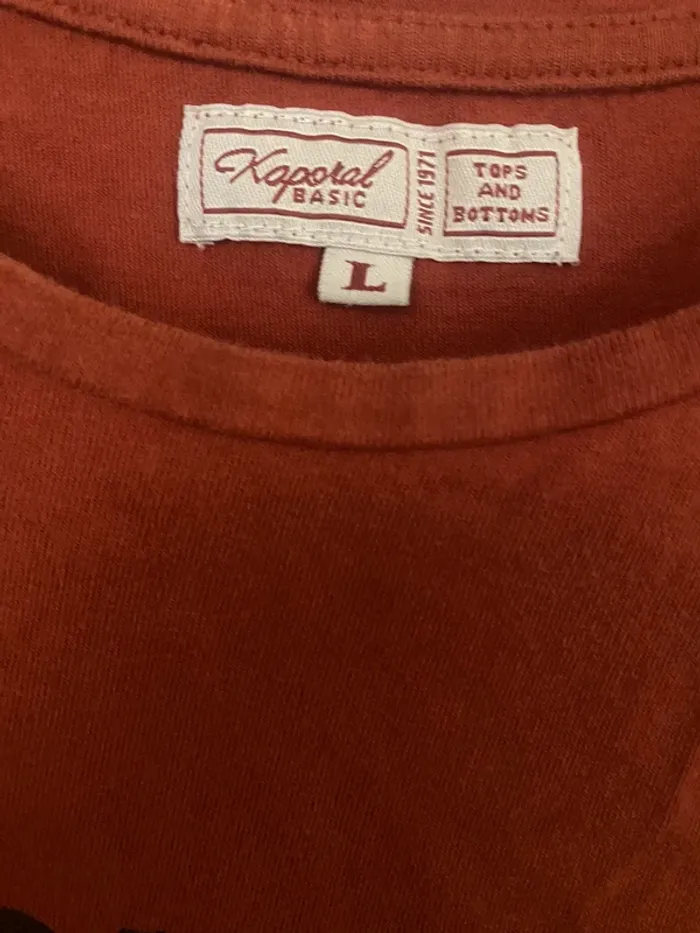 Kaporal
BASIC
SINCE 1971
TOPS
AND
BOTTOMS
L